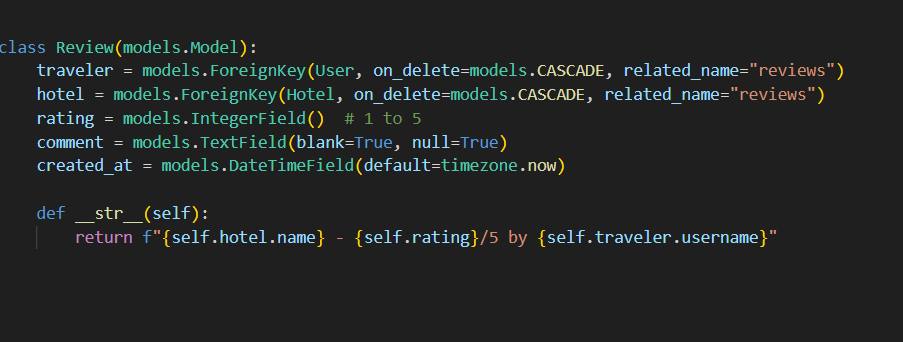 class Review(models.Model):
    traveler = models.ForeignKey(User, on_delete=models.CASCADE, related_name="reviews")
    hotel = models.ForeignKey(Hotel, on_delete=models.CASCADE, related_name="reviews")
    rating = models.IntegerField()  # 1 to 5
    comment = models.TextField(blank=True, null=True)
    created_at = models.DateTimeField(default=timezone.now)

    def __str__(self):
        return f"{self.hotel.name} - {self.rating}/5 by {self.traveler.username}"